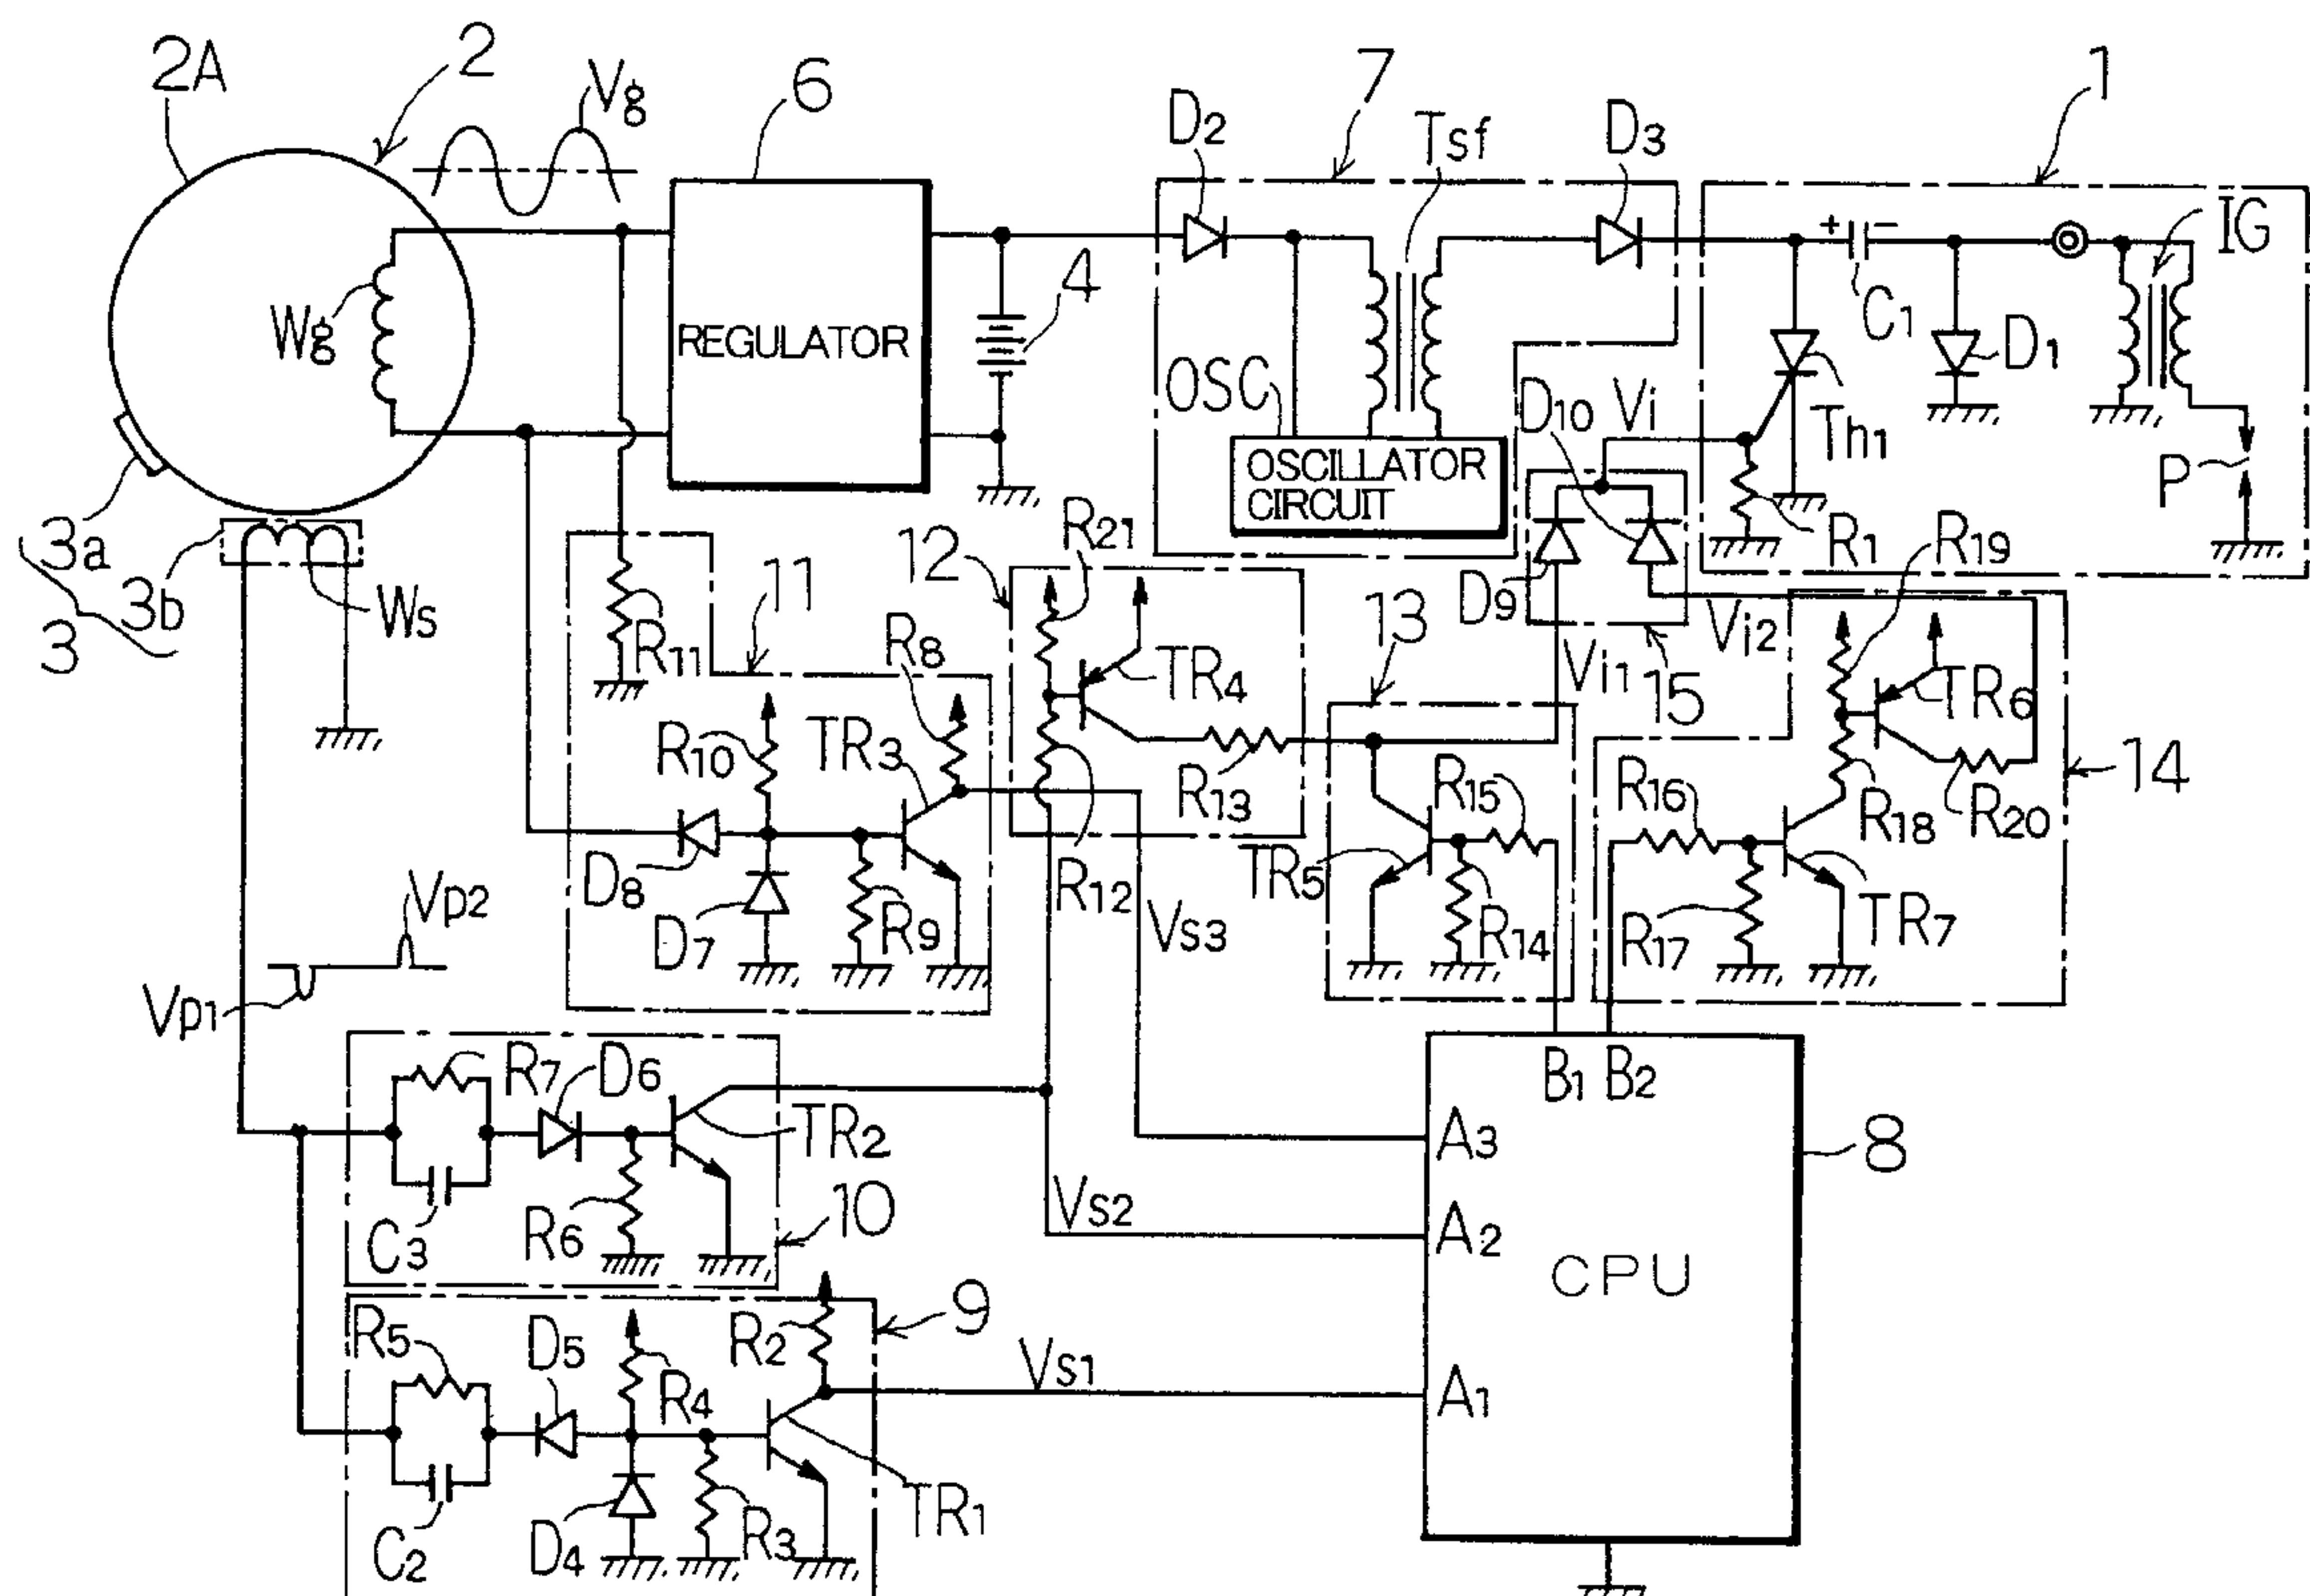 2A
2
Vg
6
7
1
D2
Tsf
D3
+
−
IG
4
C1
D1
Wg
REGULATOR
OSC
D10
Vi
Th1
OSCILLATOR
CIRCUIT
P
3a
3b
3
Ws
12
R21
D9
R1
R19
11
R11
R8
13
Vi1
15
Vi2
TR4
TR6
R10
TR3
R13
R15
R16
14
R18
R20
D8
R12
TR5
Vp2
D7
R9
Vs3
R14
R17
TR7
Vp1
R7
D6
B1
B2
TR2
A3
8
C3
R6
10
Vs2
A2
CPU
9
R5
D5
R2
R4
Vs1
A1
C2
D4
R3
TR1